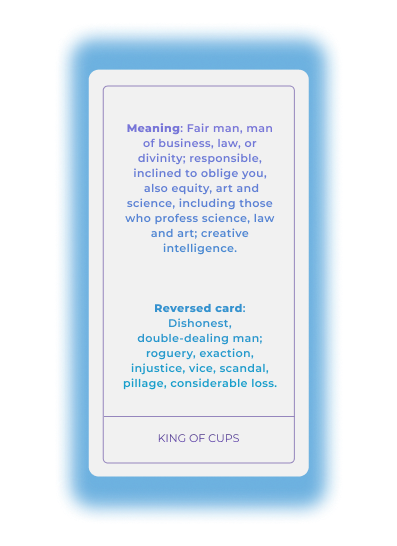 Meaning: Fair man, man
of business, law, or
divinity; responsible,
inclined to oblige you,
also equity, art and
science, including those
who profess science, law
and art; creative
intelligence.
Reversed card:
Dishonest,
double-dealing man;
roguery, exaction,
injustice, vice, scandal,
pillage, considerable loss.
KING OF CUPS